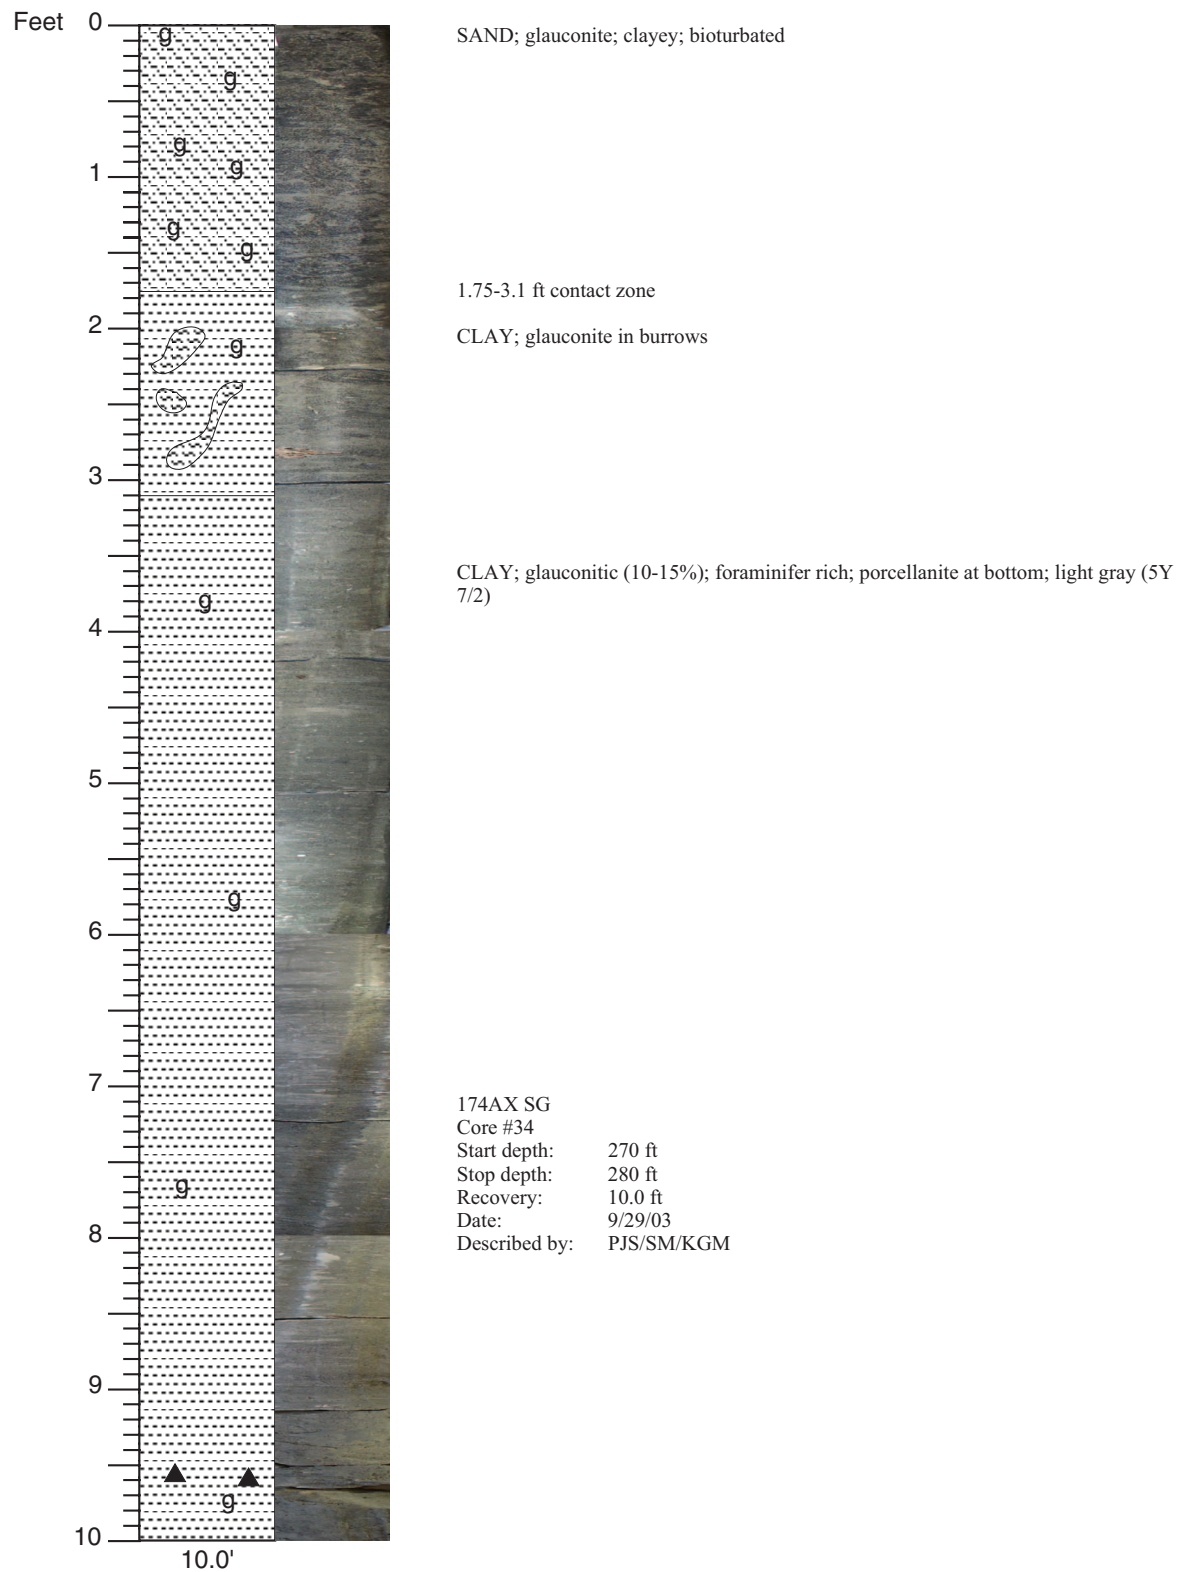 Feet 0
g
SAND; glauconite; clayey; bioturbated
g
g
1
g
g
g
1.75-3.1 ft contact zone
2
g
CLAY; glauconite in burrows
3
CLAY; glauconitic (10-15%); foraminifer rich; porcellanite at bottom; light gray (5Y
7/2)
g
4
5
g
6
7
174AX SG
Core #34
Start depth: 270 ft
Stop depth: 280 ft
Recovery: 10.0 ft
Date: 9/29/03
Described by: PJS/SM/KGM
g
8
9
g
10
10.0'